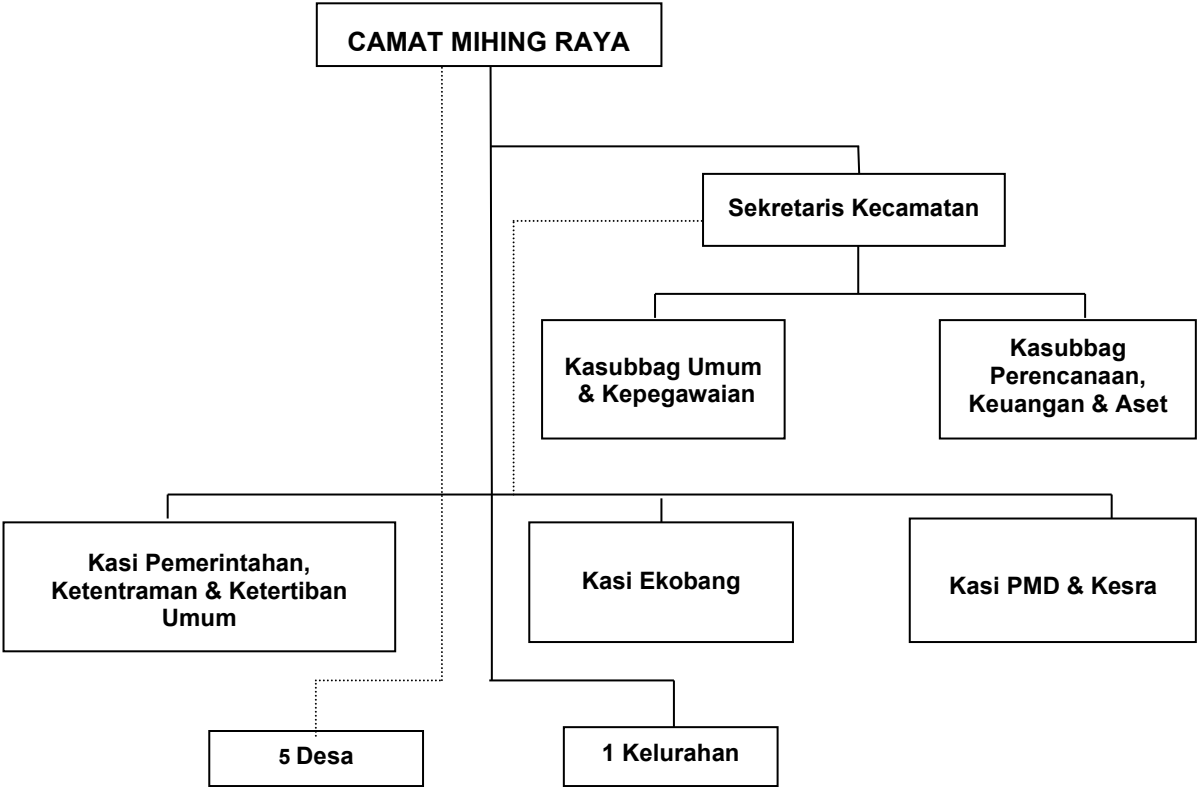 CAMAT MIHING RAYA
Sekretaris Kecamatan
Kasubbag Umum
& Kepegawaian
Kasubbag
Perencanaan,
Keuangan & Aset
Kasi Pemerintahan,
Ketentraman & Ketertiban
Umum
Kasi Ekobang
Kasi PMD & Kesra
5 Desa
1 Kelurahan